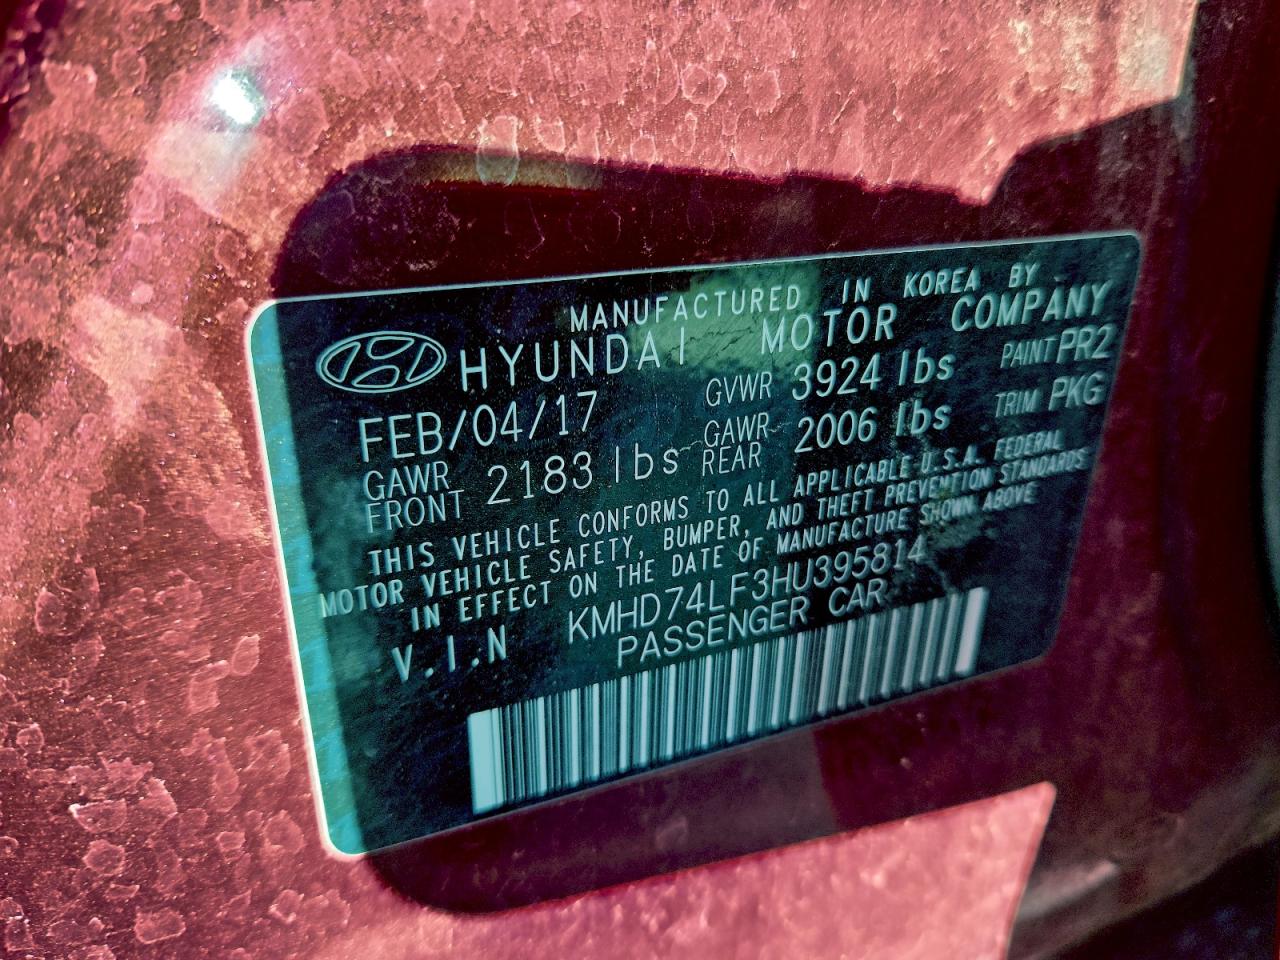 MANUFACTURED IN KOREA BY
HYUNDAI MOTOR COMPANY
FEB/04/17 GVWR 3924 lbs PAINT PR2
GAWR FRONT 2183 lbs GAWR REAR 2006 lbs TRIM PKG
THIS VEHICLE CONFORMS TO ALL APPLICABLE U.S.A. FEDERAL
MOTOR VEHICLE SAFETY, BUMPER, AND THEFT PREVENTION STANDARDS
IN EFFECT ON THE DATE OF MANUFACTURE SHOWN ABOVE
V.I.N KMHD74LF3HU395814
PASSENGER CAR